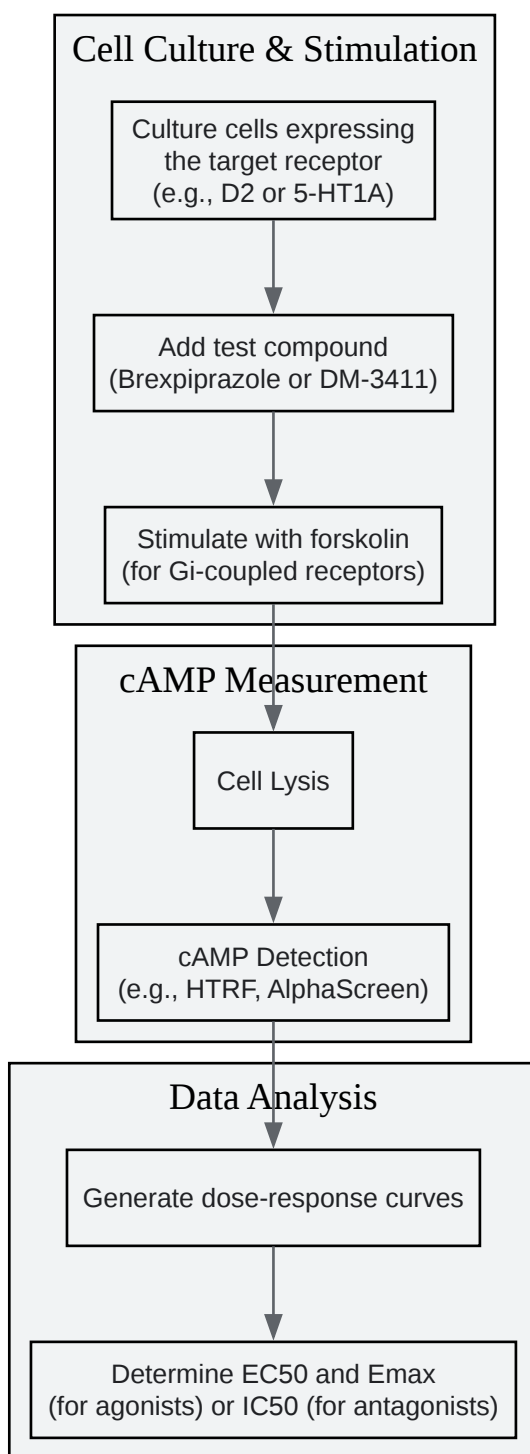 Cell Culture & Stimulation
Culture cells expressing
the target receptor
(e.g., D2 or 5-HT1A)
Add test compound
(Brexpiprazole or DM-3411)
Stimulate with forskolin
(for Gi-coupled receptors)
cAMP Measurement
Cell Lysis
cAMP Detection
(e.g., HTRF, AlphaScreen)
Data Analysis
Generate dose-response curves
Determine EC50 and Emax
(for agonists) or IC50 (for antagonists)